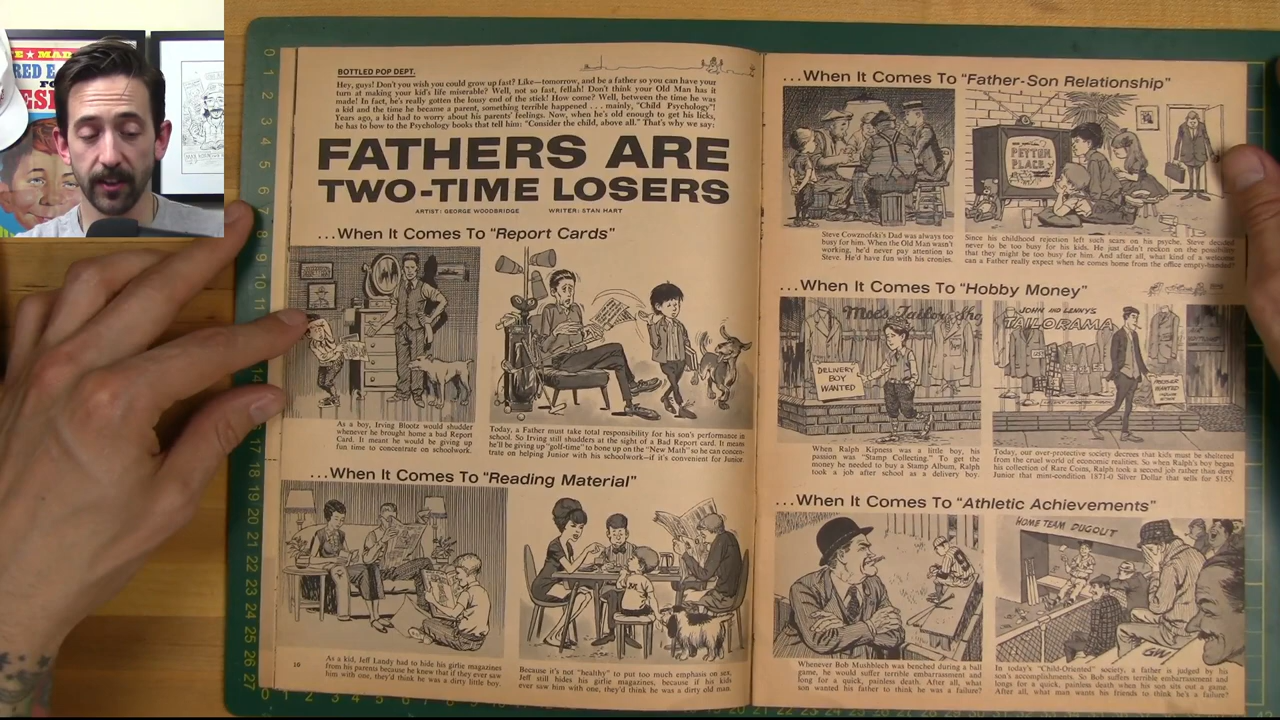 BOTTLED POP DEPT.
Hey, guys! Don't you wish you could grow up fast? Like—tomorrow, and be a father so you can have your
turn at making your kid's life miserable? Well, not so fast, fellah! Don't think your Old Man has it
made! In fact, he's really gotten the lousy end of the stick! How come? Well, between the time he was
a kid and the time he became a parent, something terrible happened . . . mainly, "Child Psychology"!
Years ago, a kid had to worry about his parents' feelings. Now, when he's old enough to get his licks,
he has to bow to the Psychology books that tell him: "Consider the child, above all." That's why we say:
FATHERS ARE
TWO-TIME LOSERS
ARTIST: GEORGE WOODBRIDGE WRITER: STAN HART
...When It Comes To "Report Cards"
As a boy, Irving Blootz would shudder
whenever he brought home a bad Report
Card. It meant he would be giving up
fun time to concentrate on schoolwork.
Today, a Father must take total responsibility for his son's performance in
school. So Irving still shudders at the sight of a Bad Report card. It means
he'll be giving up "golf-time" to bone up on the "New Math" so he can concen-
trate on helping Junior with his schoolwork—if it's convenient for Junior.
...When It Comes To "Reading Material"
As a kid, Jeff Landy had to hide his girlie magazines
from his parents because he knew that if they ever saw
him with one, they'd think he was a dirty little boy.
Because it's not "healthy" to put too much emphasis on sex,
Jeff still hides his girlie magazines, because if his kids
ever saw him with one, they'd think he was a dirty old man.
10
...When It Comes To "Father-Son Relationship"
PEYTON
PLACE
Steve Cowznofski's Dad was always too
busy for him. When the Old Man wasn't
working, he'd never pay attention to
Steve. He'd have fun with his cronies.
Since his childhood rejection left such scars on his psyche, Steve decided
never to be too busy for his kids. He just didn't reckon on the possibility
that they might be too busy for him. And after all, what kind of a welcome
can a Father really expect when he comes home from the office empty-handed?
...When It Comes To "Hobby Money"
Moe's Tailor Sho
DELIVERY
BOY
WANTED
JOHN AND LENNY'S
TAILORAMA
PRESSER
WANTED
When Ralph Kipness was a little boy, his
passion was "Stamp Collecting." To get the
money he needed to buy a Stamp Album, Ralph
took a job after school as a delivery boy.
Today, our over-protective society decrees that kids must be sheltered
from the cruel world of economic realities. So when Ralph's boy began
his collection of Rare Coins, Ralph took a second job rather than deny
Junior that mint-condition 1871-O Silver Dollar that sells for $155.
...When It Comes To "Athletic Achievements"
HOME TEAM DUGOUT
Whenever Bob Mushblech was benched during a ball
game, he would suffer terrible embarrassment and
long for a quick, painless death. After all, what
son wanted his father to think he was a failure?
In today's "Child-Oriented" society, a father is judged by his
son's accomplishments. So Bob suffers terrible embarrassment and
longs for a quick, painless death when his son sits out a game.
After all, what man wants his friends to think he's a failure?